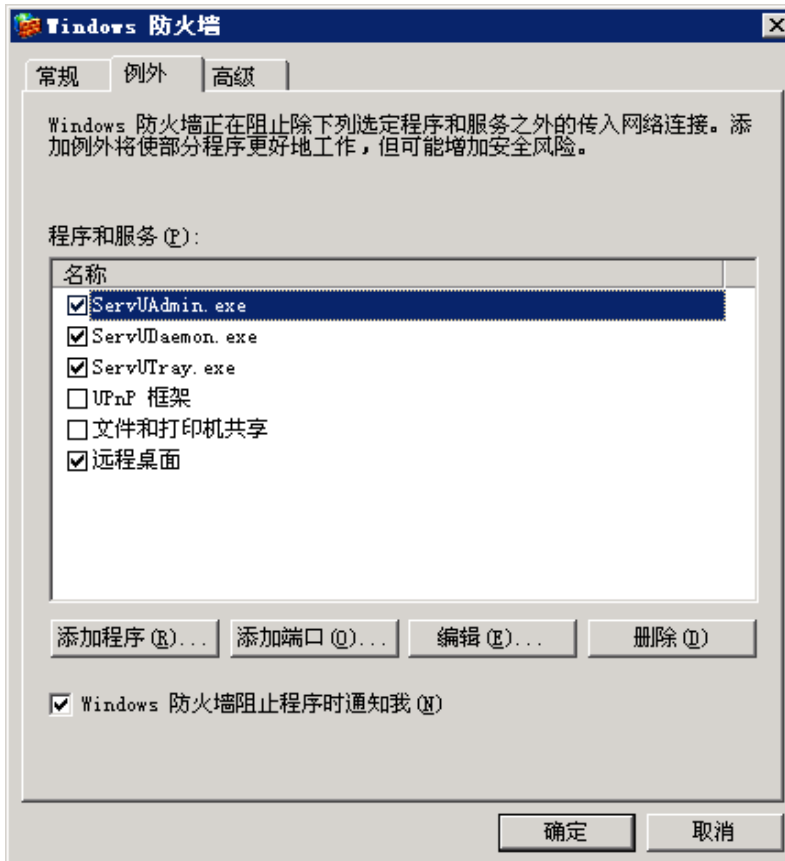 Windows 防火墙
常规 例外 高级
Windows 防火墙正在阻止除下列选定程序和服务之外的传入网络连接。添
加例外将使部分程序更好地工作，但可能增加安全风险。
程序和服务(P):
名称
ServUAdmin.exe
ServUDaemon.exe
ServUTray.exe
UPnP 框架
文件和打印机共享
远程桌面
添加程序(R)... 添加端口(O)... 编辑(E)... 删除(D)
Windows 防火墙阻止程序时通知我(N)
确定 取消